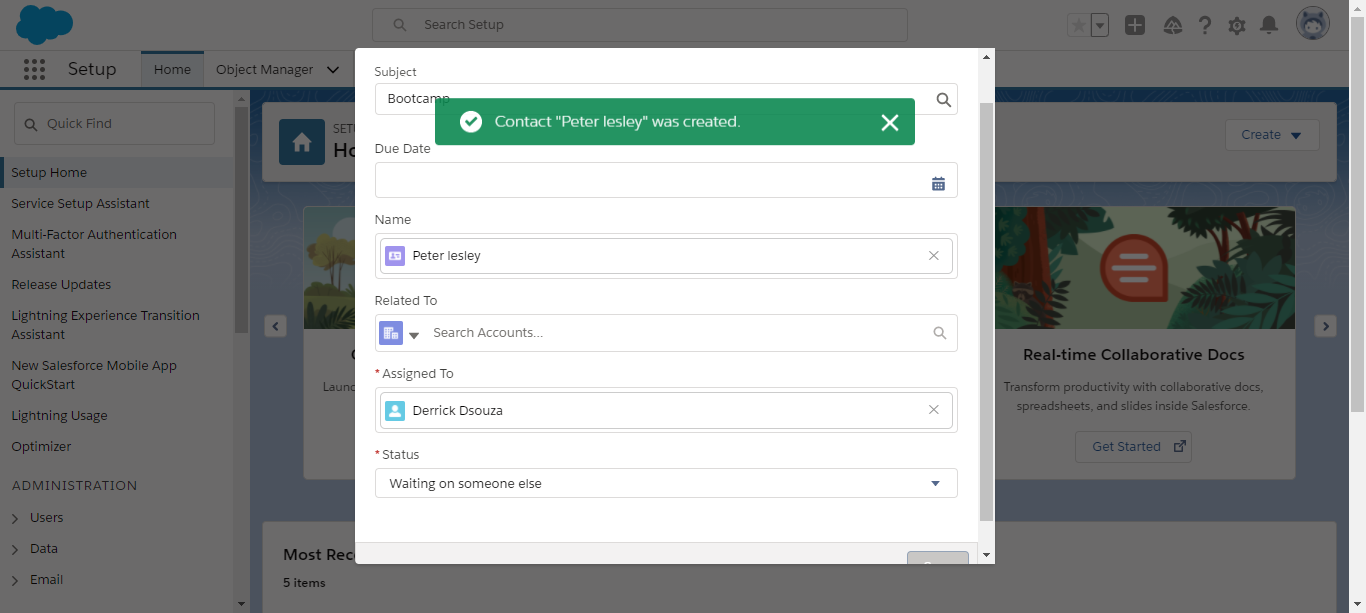 Search Setup
Setup
Home
Object Manager
Quick Find
Setup Home
Service Setup Assistant
Multi-Factor Authentication
Assistant
Release Updates
Lightning Experience Transition
Assistant
New Salesforce Mobile App
QuickStart
Lightning Usage
Optimizer
ADMINISTRATION
Users
Data
Email
Create
Subject
Bootcamp
Contact "Peter lesley" was created.
Due Date
Name
Peter lesley
Related To
Search Accounts...
*Assigned To
Derrick Dsouza
*Status
Waiting on someone else
Real-time Collaborative Docs
Transform productivity with collaborative docs,
spreadsheets, and slides inside Salesforce.
Get Started
Most Rec
5 items